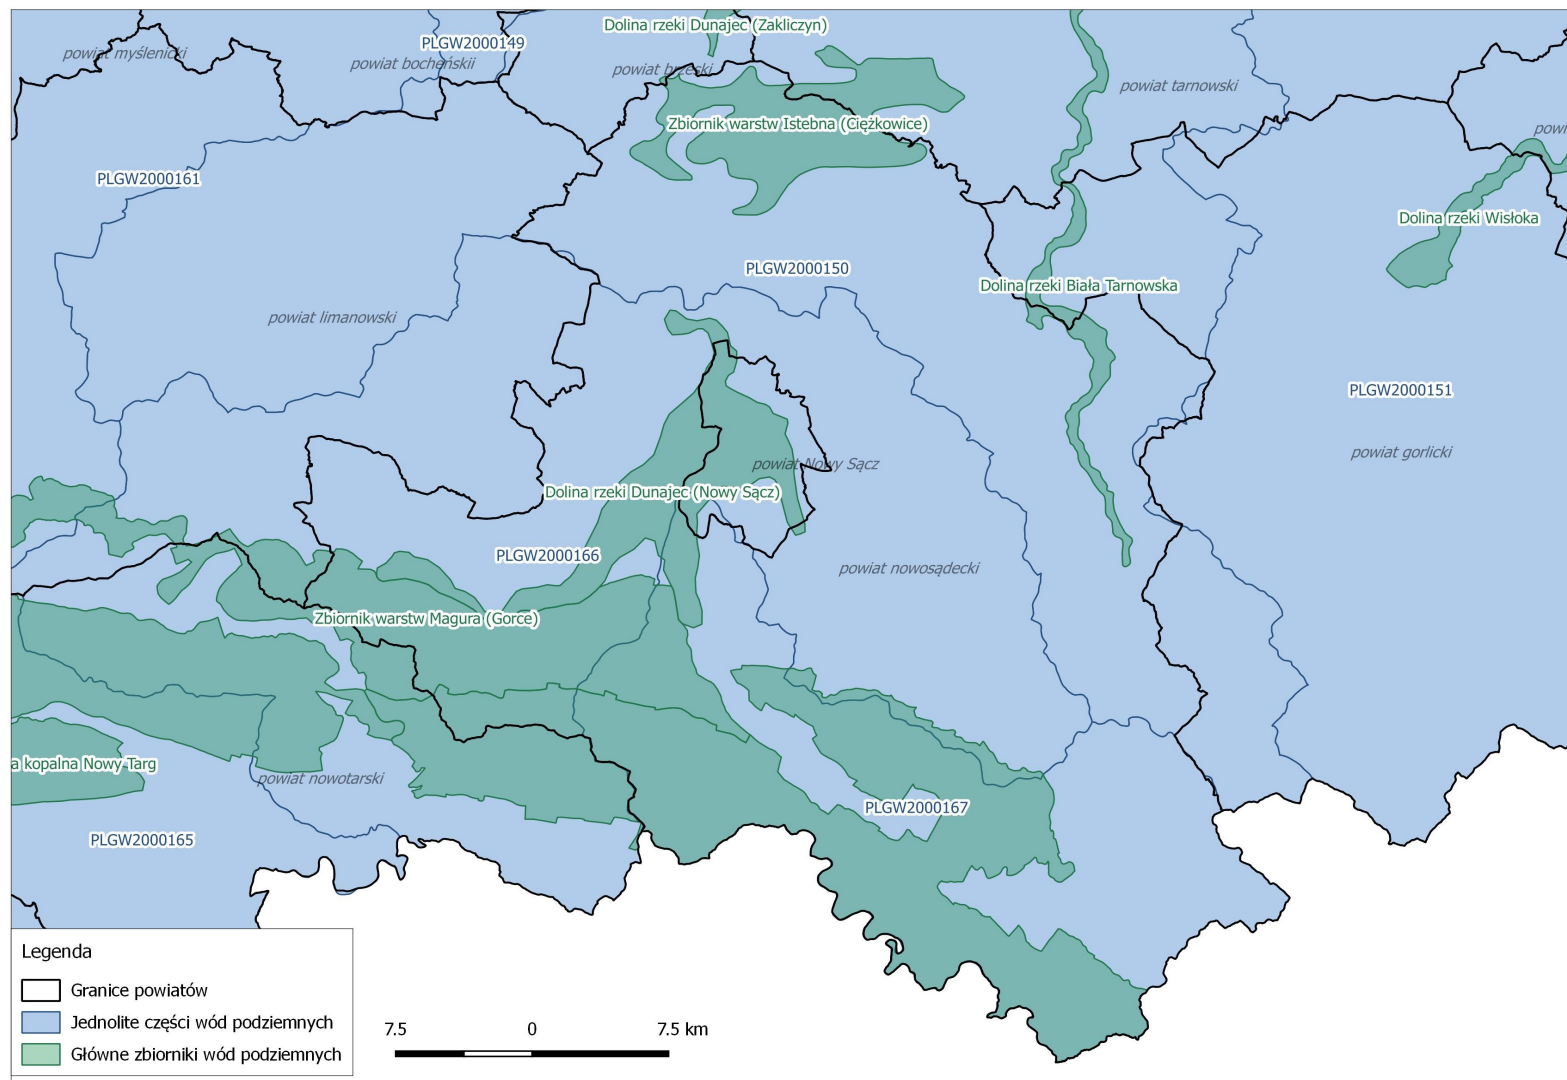 Dolina rzeki Dunajec (Zakliczyn)
PLGW2000149
powiat myślenicki
powiat bocheńskii
powiat brzeski
powiat tarnowski
Zbiornik warstw Istebna (Ciężkowice)
powi
PLGW2000161
Dolina rzeki Wisłoka
PLGW2000150
Dolina rzeki Biała Tarnowska
powiat limanowski
PLGW2000151
powiat gorlicki
powiat Nowy Sącz
Dolina rzeki Dunajec (Nowy Sącz)
PLGW2000166
powiat nowosądecki
Zbiornik warstw Magura (Gorce)
a kopalna Nowy Targ
powiat nowotarski
PLGW2000167
PLGW2000165
Legenda
Granice powiatów
Jednolite części wód podziemnych
Główne zbiorniki wód podziemnych
7.5 0 7.5 km